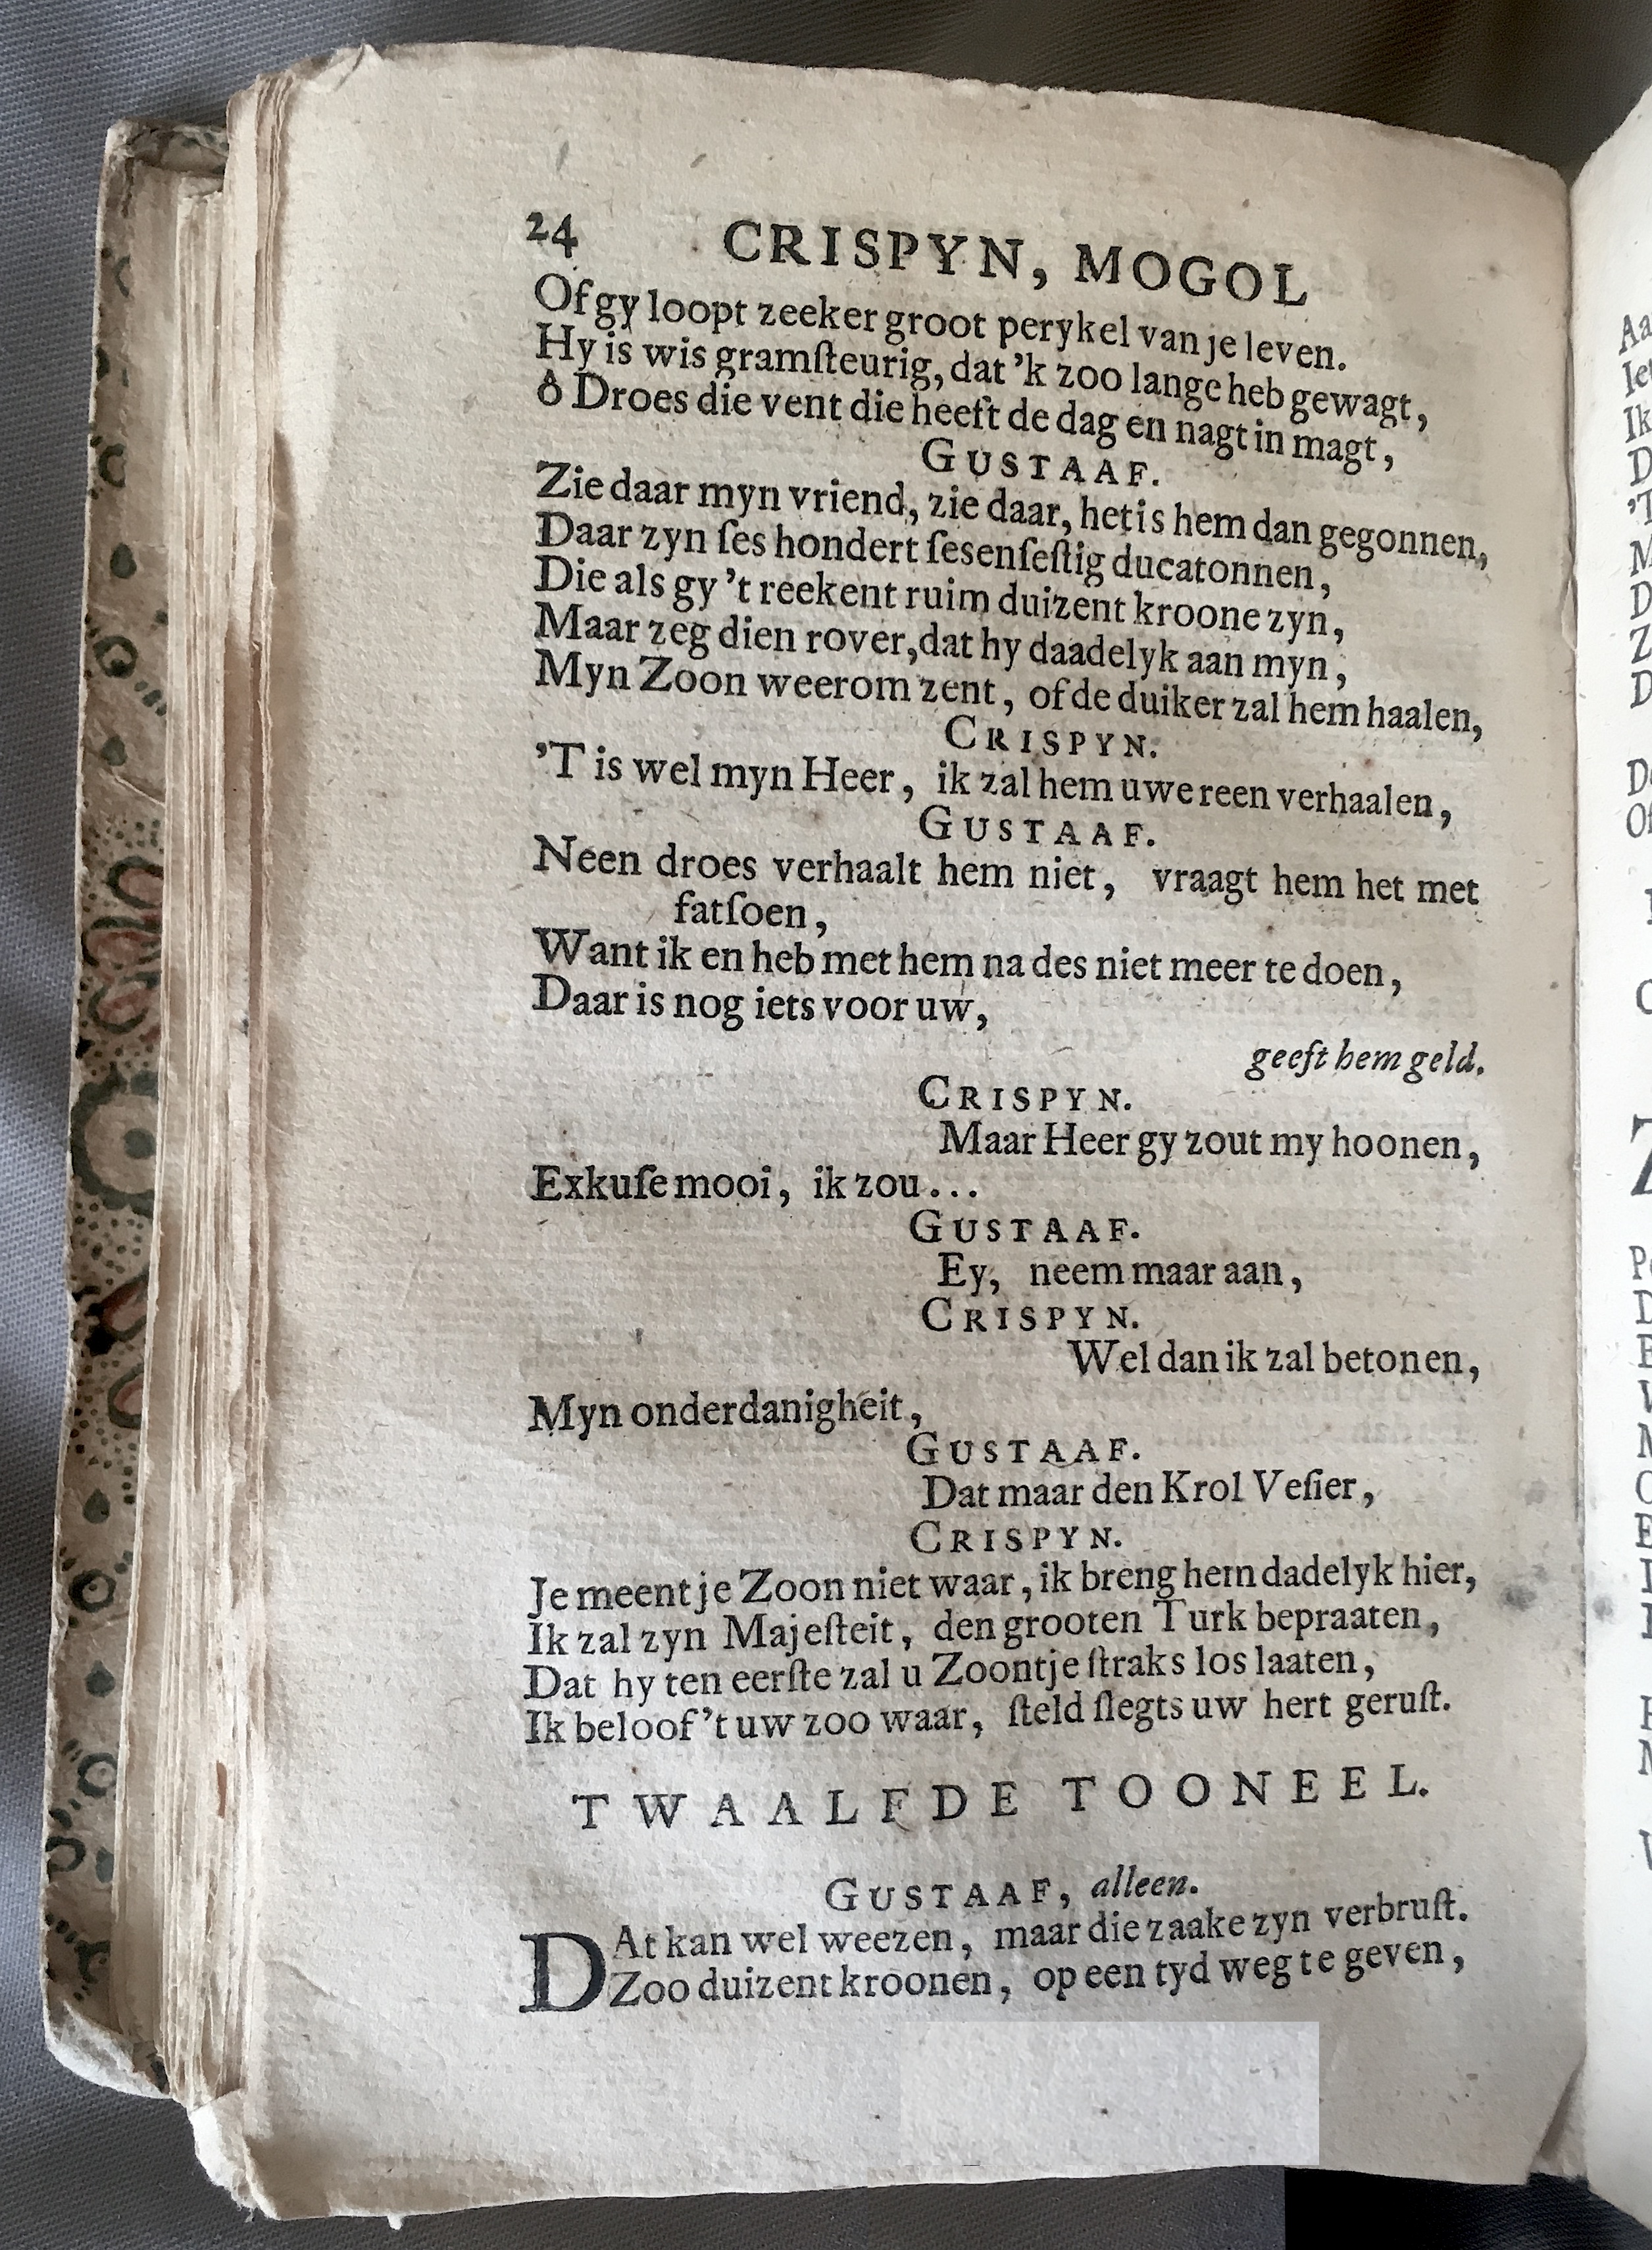 24 CRISPYN, MOGOL
Of gy loopt zeeker groot perykel van je leven.
Hy is wis gramſteurig, dat 'k zoo lange heb gewagt,
ô Droes die vent die heeft de dag en nagt in magt,
GUSTAAF.
Zie daar myn vriend, zie daar, het is hem dan gegonnen,
Daar zyn ſes hondert ſesenſeſtig ducatonnen,
Die als gy 't reekent ruim duizent kroone zyn,
Maar zeg dien rover, dat hy daadelyk aan myn,
Myn Zoon weerom zent, of de duiker zal hem haalen,
CRISPYN.
'T is wel myn Heer, ik zal hem uwe reen verhaalen,
GUSTAAF.
Neen droes verhaalt hem niet, vraagt hem het met
fatſoen,
Want ik en heb met hem na des niet meer te doen,
Daar is nog iets voor uw,
geeft hem geld.
CRISPYN.
Maar Heer gy zout my hoonen,
Exkuſe mooi, ik zou...
GUSTAAF.
Ey, neem maar aan,
CRISPYN.
Wel dan ik zal betonen,
Myn onderdanigheit,
GUSTAAF.
Dat maar den Krol Veſier,
CRISPYN.
Je meent je Zoon niet waar, ik breng hem dadelyk hier,
Ik zal zyn Majeſteit, den grooten Turk bepraaten,
Dat hy ten eerſte zal u Zoontje ſtraks los laaten,
Ik beloof 't uw zoo waar, ſteld ſlegts uw hert geruſt.
TWAALFDE TOONEEL.
GUSTAAF, alleen.
DAt kan wel weezen, maar die zaake zyn verbruſt.
Zoo duizent kroonen, op een tyd weg te geven,